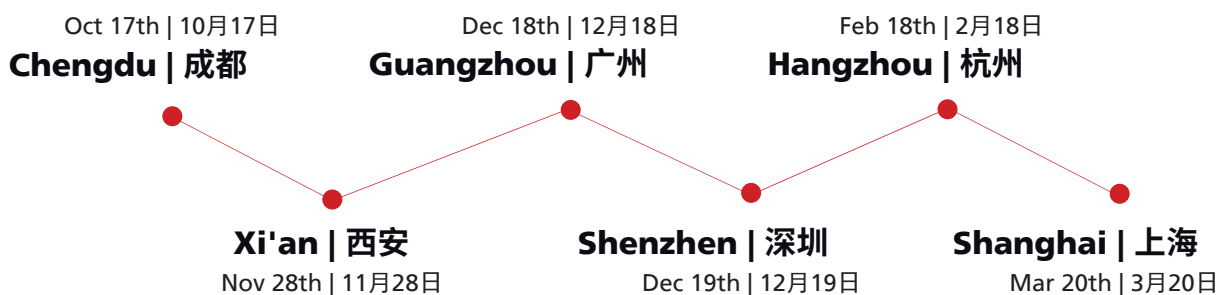 Oct 17th | 10月17日
Chengdu | 成都
Dec 18th | 12月18日
Guangzhou | 广州
Feb 18th | 2月18日
Hangzhou | 杭州
Xi'an | 西安
Nov 28th | 11月28日
Shenzhen | 深圳
Dec 19th | 12月19日
Shanghai | 上海
Mar 20th | 3月20日